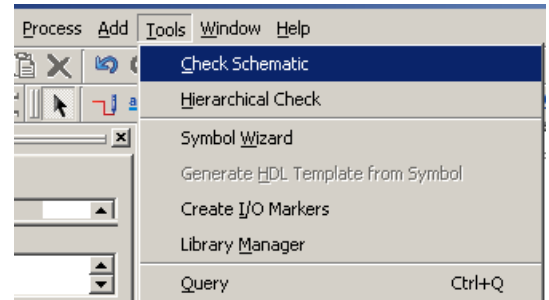 Process Add Tools Window Help
Check Schematic
Hierarchical Check
Symbol Wizard
Generate HDL Template from Symbol
Create I/O Markers
Library Manager
Query Ctrl+Q